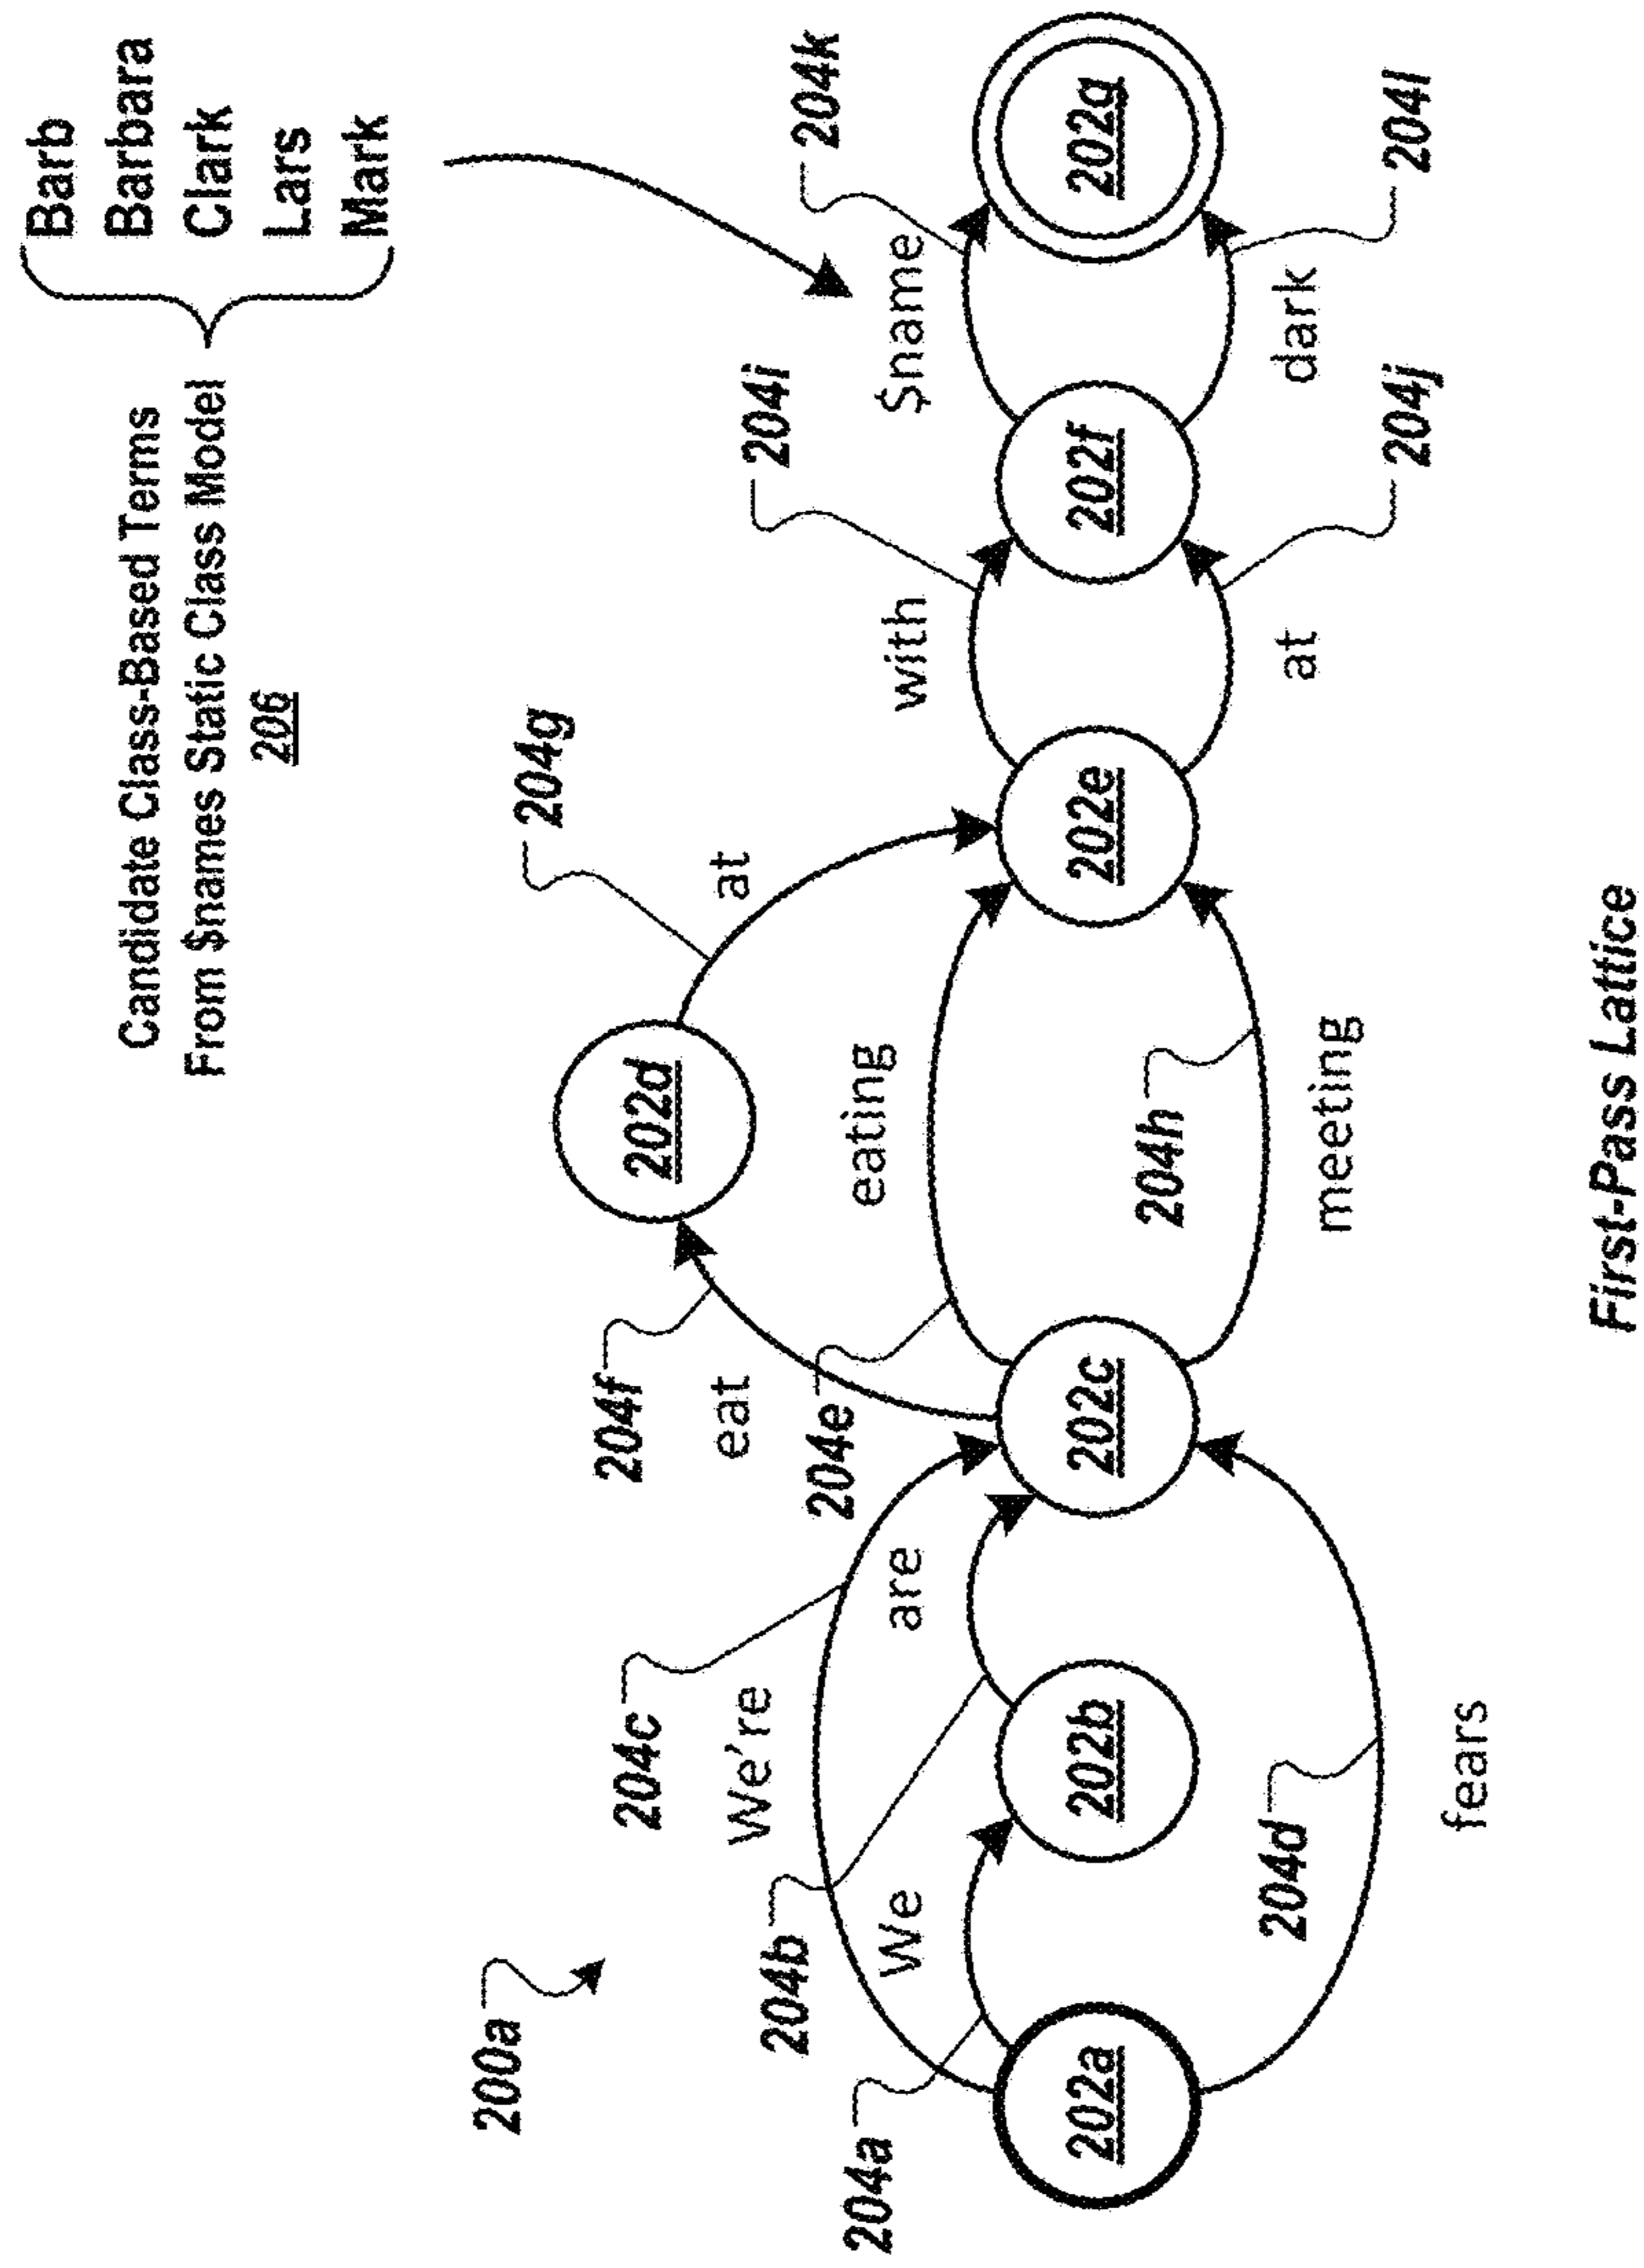 Candidate Class-Based Terms
From $names Static Class Model
206
Barb
Barbara
Clark
Lars
Mark
200a
204g
204f
at
204i
204k
204c
eat
202d
We're
204b
204e
eating
with
$name
204a
We
are
202a
202b
202c
202e
202f
202g
204h
204d
at
dark
meeting
204j
204l
fears
First-Pass Lattice